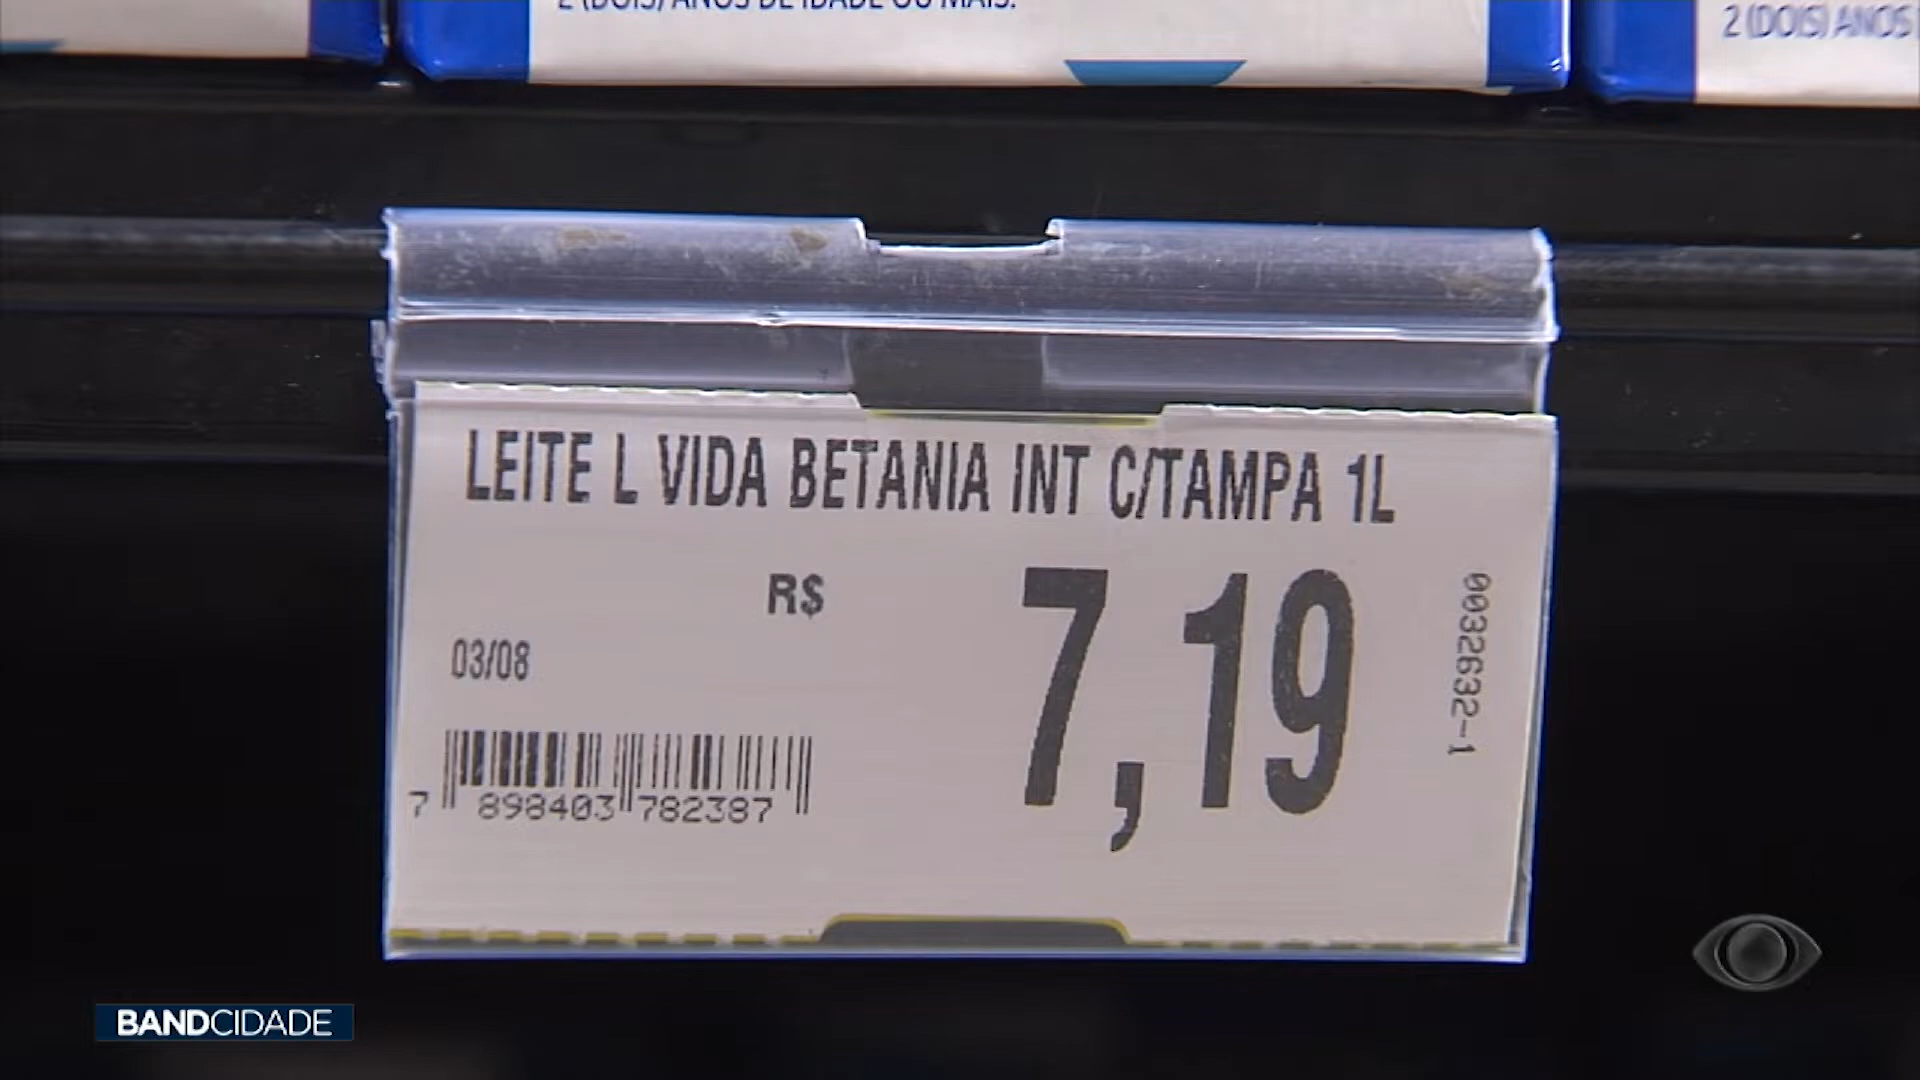 2 (DOIS) ANOS DE IDADE OU MAIS.
2 (DOIS) ANOS
LEITE L VIDA BETANIA INT C/TAMPA 1L
R$
7,19
03/08
0032632-1
7 898403 782387
BANDCIDADE